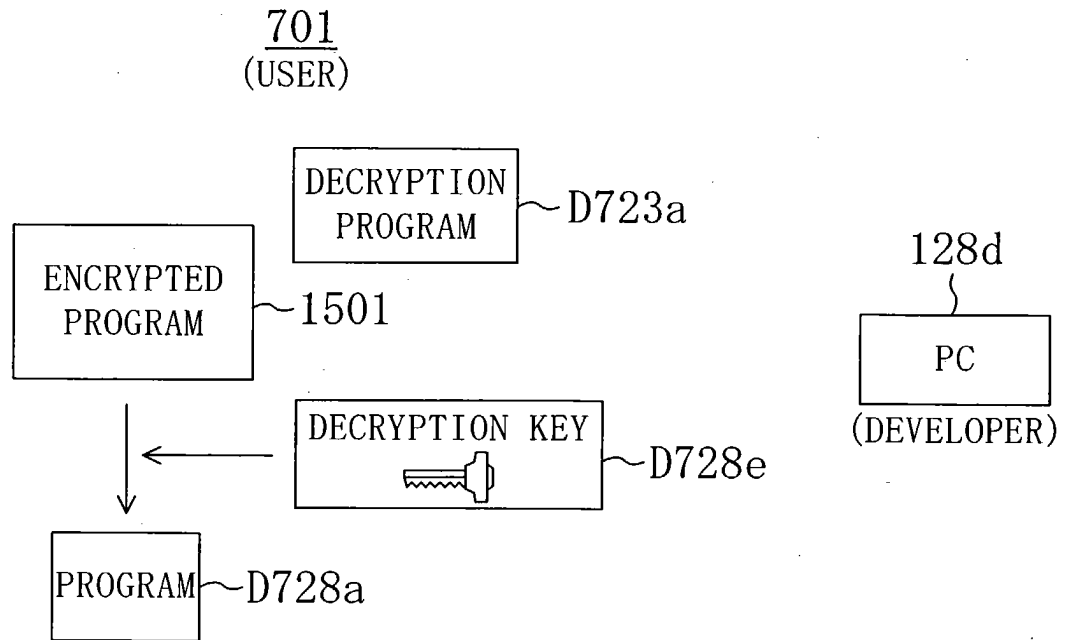 701
(USER)
DECRYPTION
PROGRAM
D723a
ENCRYPTED
PROGRAM
1501
128d
PC
(DEVELOPER)
DECRYPTION KEY
D728e
PROGRAM
D728a